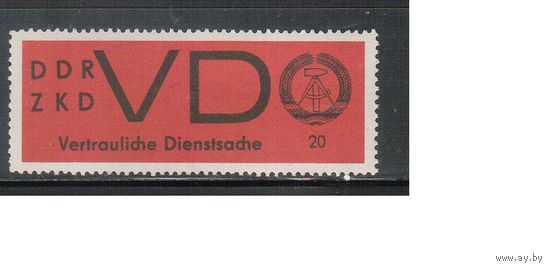 DDR VD
ZKD
Vertrauliche Dienstsache 20
www.ay.by